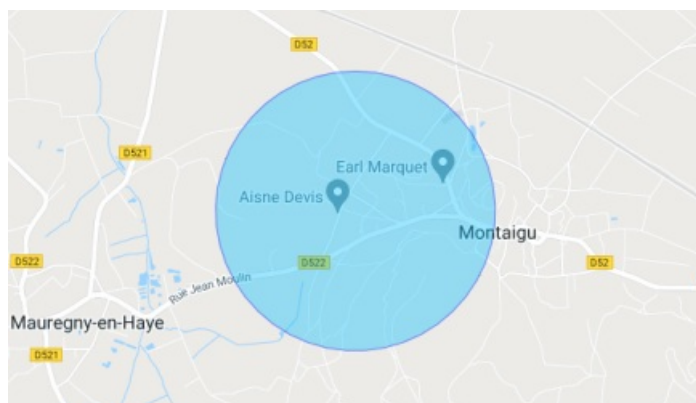 D52
D521
Earl Marquet
Aisne Devis
Montaigu
D522
D522
D52
Rue Jean Moulin
Mauregny-en-Haye
D521